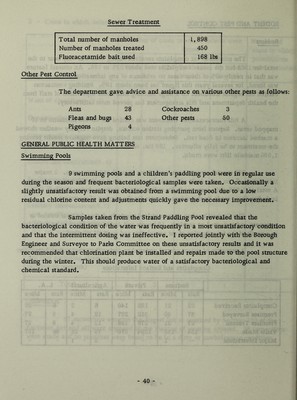 Sewer Treatment
Total number of manholes 1,898
Number of manholes treated 450
Fluoracetamide bait used 168 lbs
Other Pest Control
The department gave advice and assistance on various other pests as follows:
Ants 28 Cockroaches 3
Fleas and bugs 43 Other pests 80
Pigeons 4
GENERAL PUBLIC HEALTH MATTERS
Swimming Pools
9 swimming pools and a children's paddling pool were in regular use
during the season and frequent bacteriological samples were taken. Occasionally a
slightly unsatisfactory result was obtained from a swimming pool due to a low
residual chlorine content and adjustments quickly gave the necessary improvement.
Samples taken from the Strand Paddling Pool revealed that the
bacteriological condition of the water was frequently in a most unsatisfactory condition
and that the intermittent dosing was ineffective. I reported jointly with the Borough
Engineer and Surveyor to Parks Committee on these unsatisfactory results and it was
recommended that chlorination plant be installed and repairs made to the pool structure
during the winter. This should produce water of a satisfactory bacteriological and
chemical standard.
- 40 -